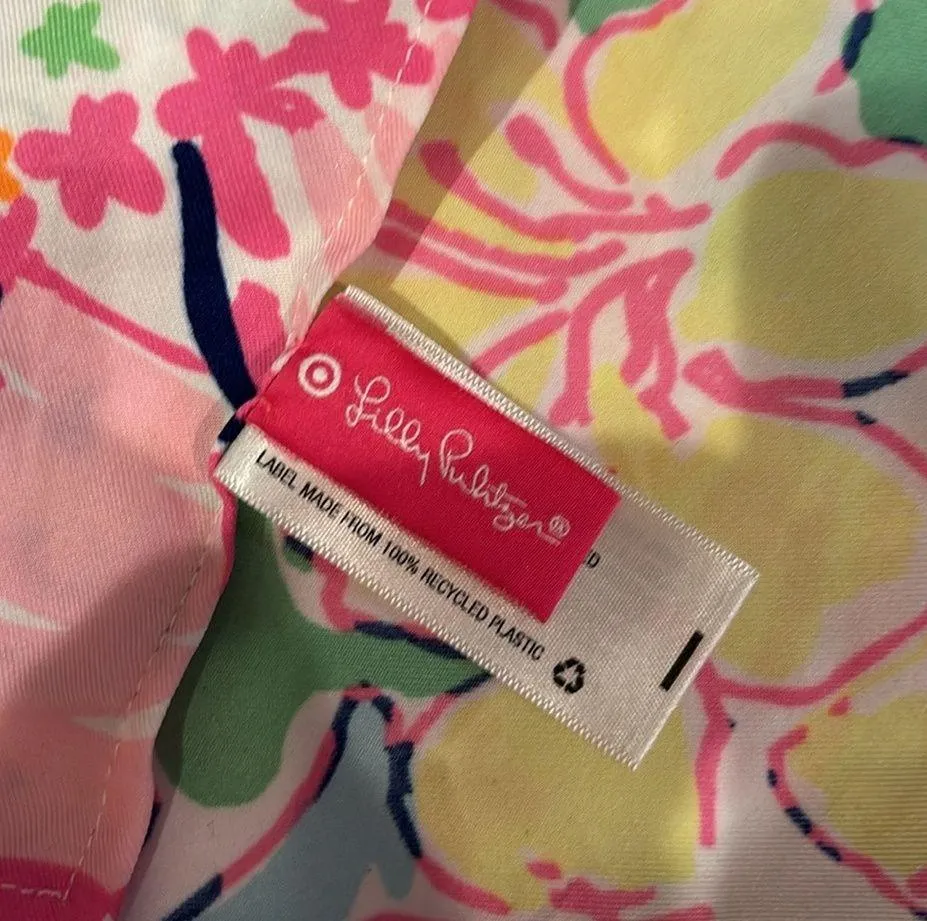 Lilly Pulitzer
D
LABEL MADE FROM 100% RECYCLED PLASTIC